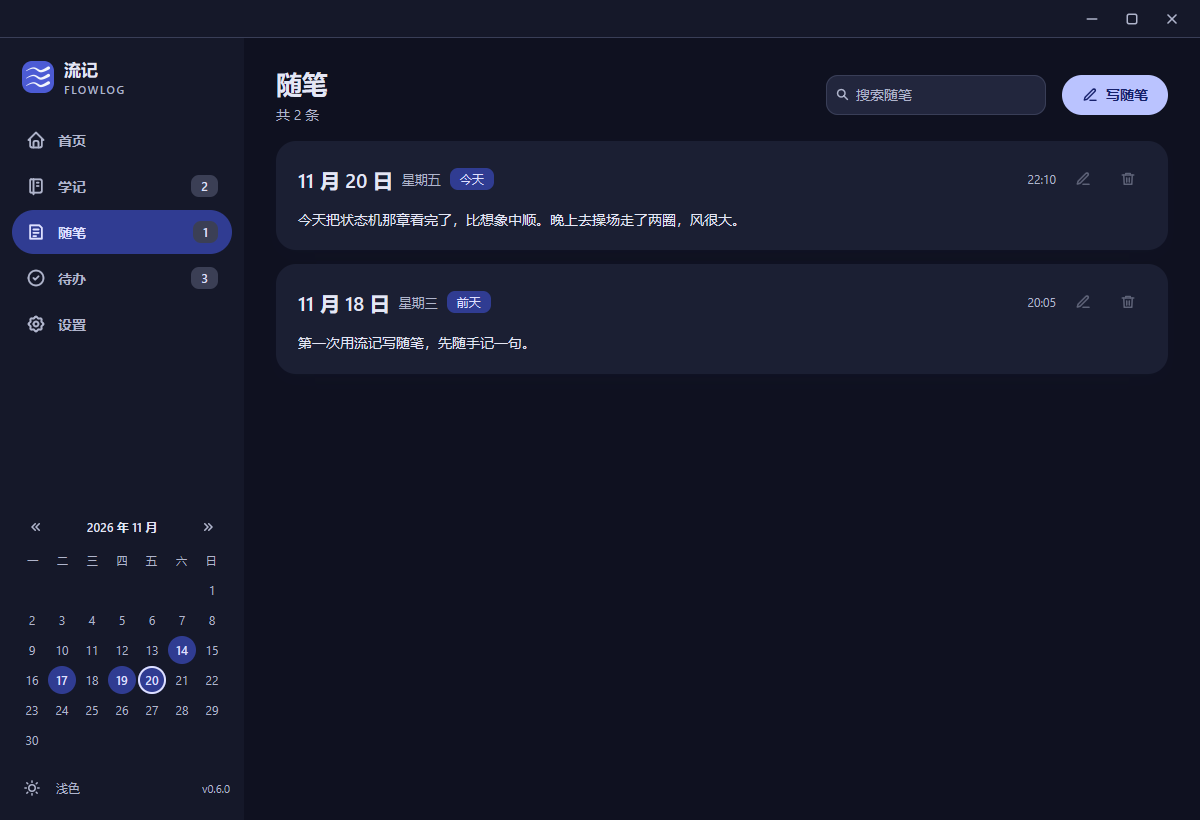 流记
FLOWLOG
首页
学记 2
随笔 1
待办 3
设置
2026 年 11 月
一 二 三 四 五 六 日
1
2 3 4 5 6 7 8
9 10 11 12 13 14 15
16 17 18 19 20 21 22
23 24 25 26 27 28 29
30
浅色 v0.6.0
随笔
共 2 条
搜索随笔
写随笔
11 月 20 日 星期五 今天 22:10
今天把状态机那章看完了，比想象中顺。晚上去操场走了两圈，风很大。
11 月 18 日 星期三 前天 20:05
第一次用流记写随笔，先随手记一句。